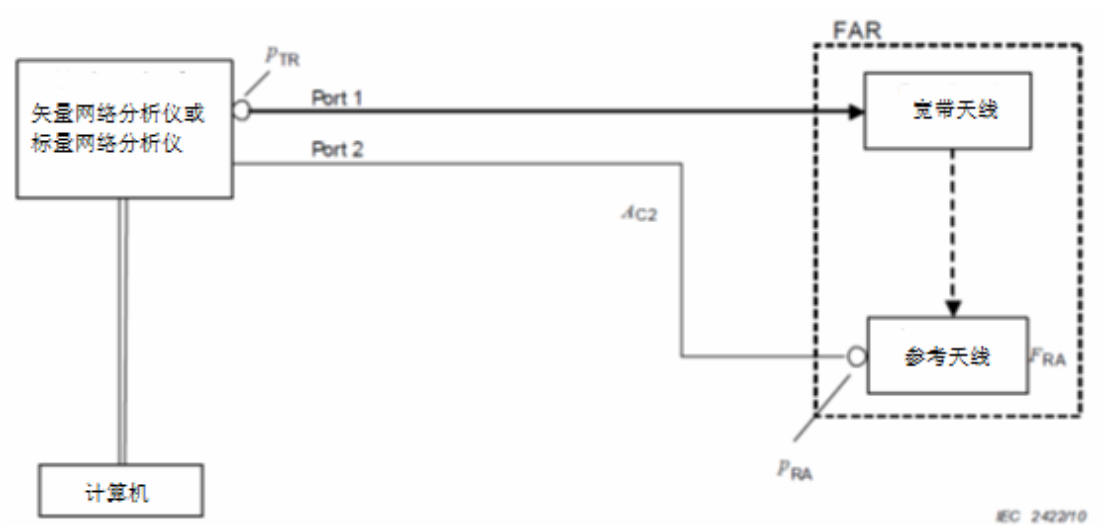 FAR
pTR
矢量网络分析仪或
标量网络分析仪
Port 1
宽带天线
Port 2
AC2
参考天线
FRA
pRA
计算机
IEC 2422/10